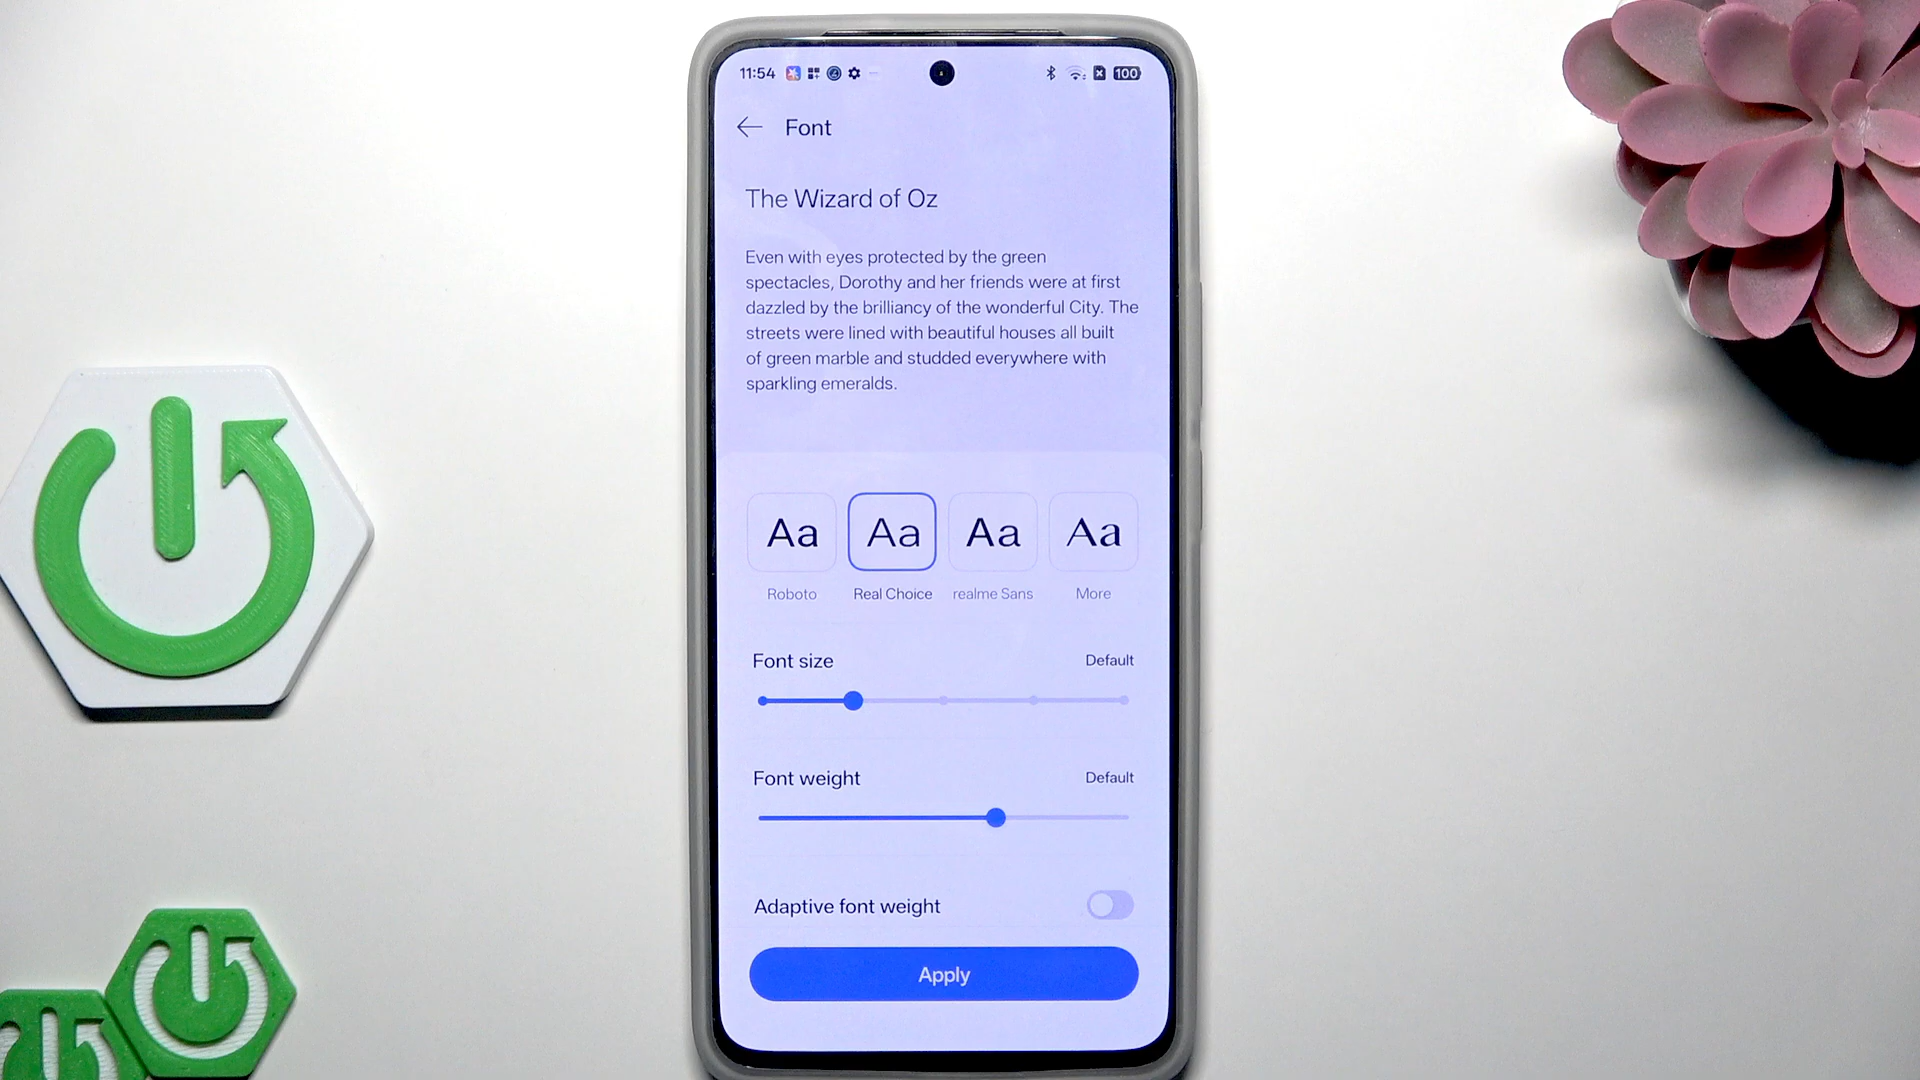 11:54 100
Font
The Wizard of Oz
Even with eyes protected by the green
spectacles, Dorothy and her friends were at first
dazzled by the brilliancy of the wonderful City. The
streets were lined with beautiful houses all built
of green marble and studded everywhere with
sparkling emeralds.
Aa Aa Aa Aa
Roboto Real Choice realme Sans More
Font size Default
Font weight Default
Adaptive font weight
Apply